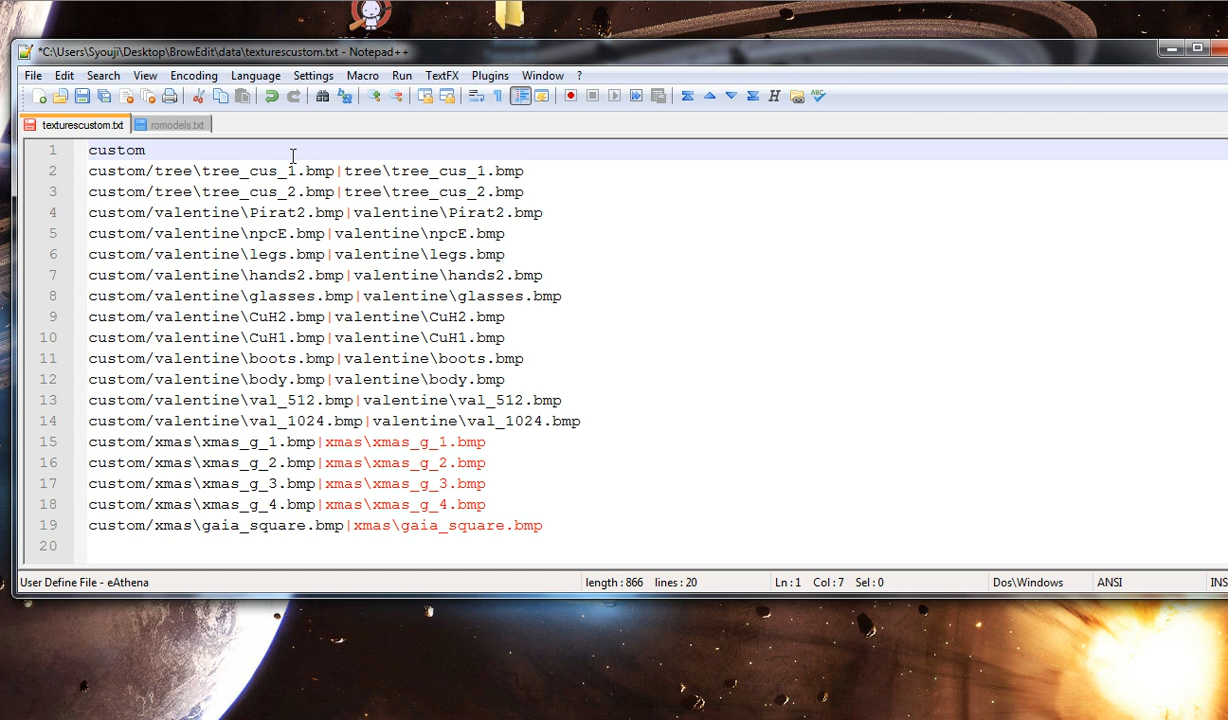 *C:\Users\Syouji\Desktop\BrowEdit\data\texturescustom.txt - Notepad++
File Edit Search View Encoding Language Settings Macro Run TextFX Plugins Window ?
texturescustom.txt romodels.txt
1 custom
2 custom/tree\tree_cus_1.bmp|tree\tree_cus_1.bmp
3 custom/tree\tree_cus_2.bmp|tree\tree_cus_2.bmp
4 custom/valentine\Pirat2.bmp|valentine\Pirat2.bmp
5 custom/valentine\npcE.bmp|valentine\npcE.bmp
6 custom/valentine\legs.bmp|valentine\legs.bmp
7 custom/valentine\hands2.bmp|valentine\hands2.bmp
8 custom/valentine\glasses.bmp|valentine\glasses.bmp
9 custom/valentine\CuH2.bmp|valentine\CuH2.bmp
10 custom/valentine\CuH1.bmp|valentine\CuH1.bmp
11 custom/valentine\boots.bmp|valentine\boots.bmp
12 custom/valentine\body.bmp|valentine\body.bmp
13 custom/valentine\val_512.bmp|valentine\val_512.bmp
14 custom/valentine\val_1024.bmp|valentine\val_1024.bmp
15 custom/xmas\xmas_g_1.bmp|xmas\xmas_g_1.bmp
16 custom/xmas\xmas_g_2.bmp|xmas\xmas_g_2.bmp
17 custom/xmas\xmas_g_3.bmp|xmas\xmas_g_3.bmp
18 custom/xmas\xmas_g_4.bmp|xmas\xmas_g_4.bmp
19 custom/xmas\gaia_square.bmp|xmas\gaia_square.bmp
20
User Define File - eAthena length : 866 lines : 20 Ln : 1 Col : 7 Sel : 0 Dos\Windows ANSI INS